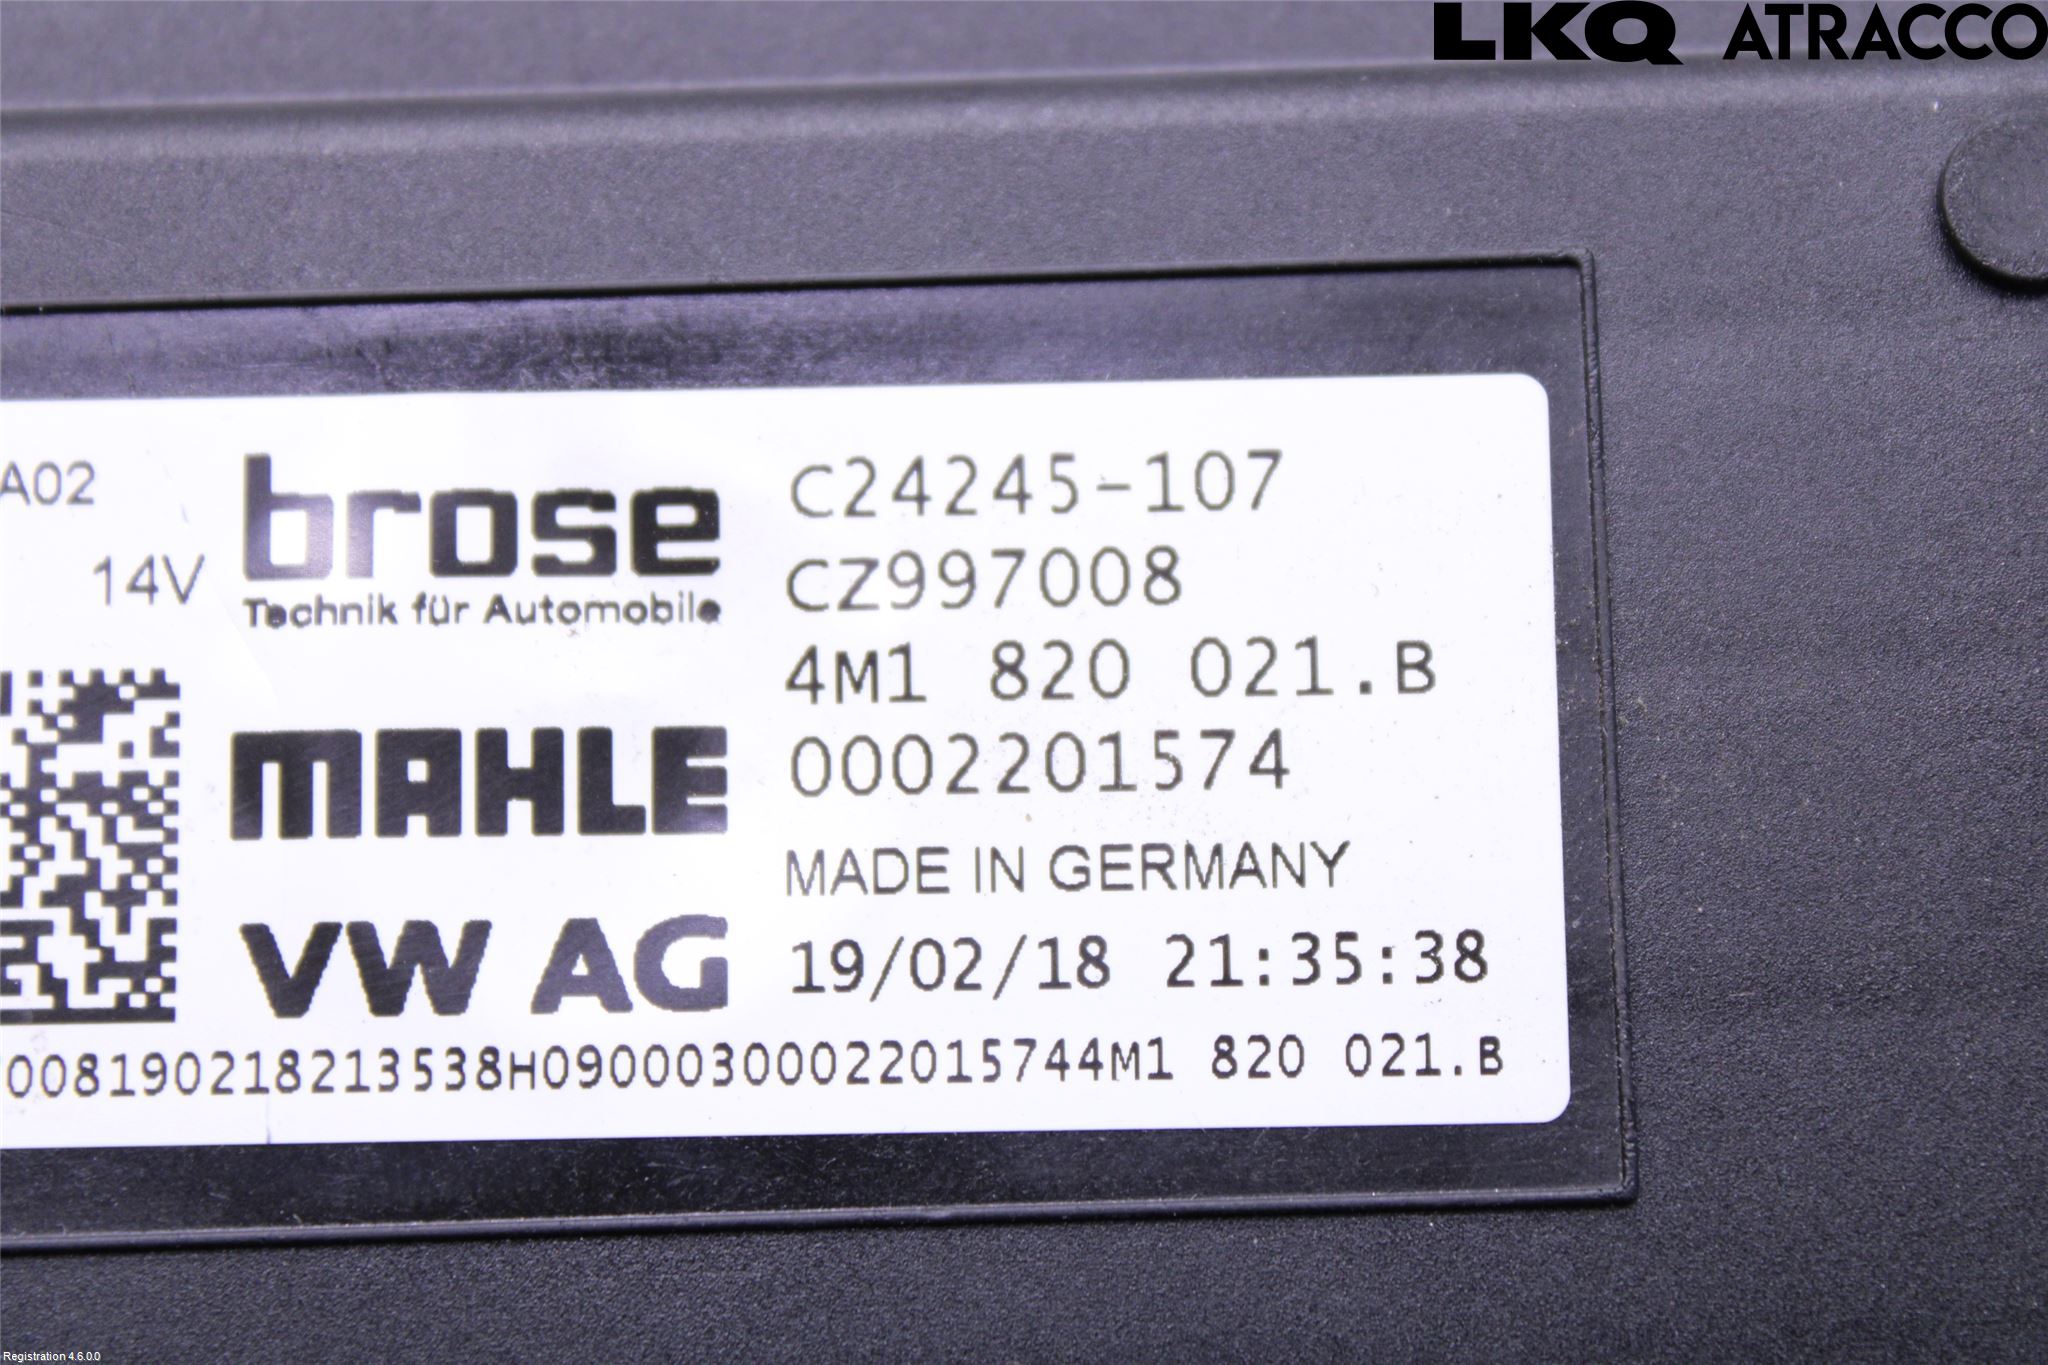 LKQ ATRACCO
A02
14V
brose
Technik für Automobile
MAHLE
VW AG
C24245-107
CZ997008
4M1 820 021.B
0002201574
MADE IN GERMANY
19/02/18 21:35:38
008190218213538H090003000022015744M1 820 021.B
Registration 4.6.0.0